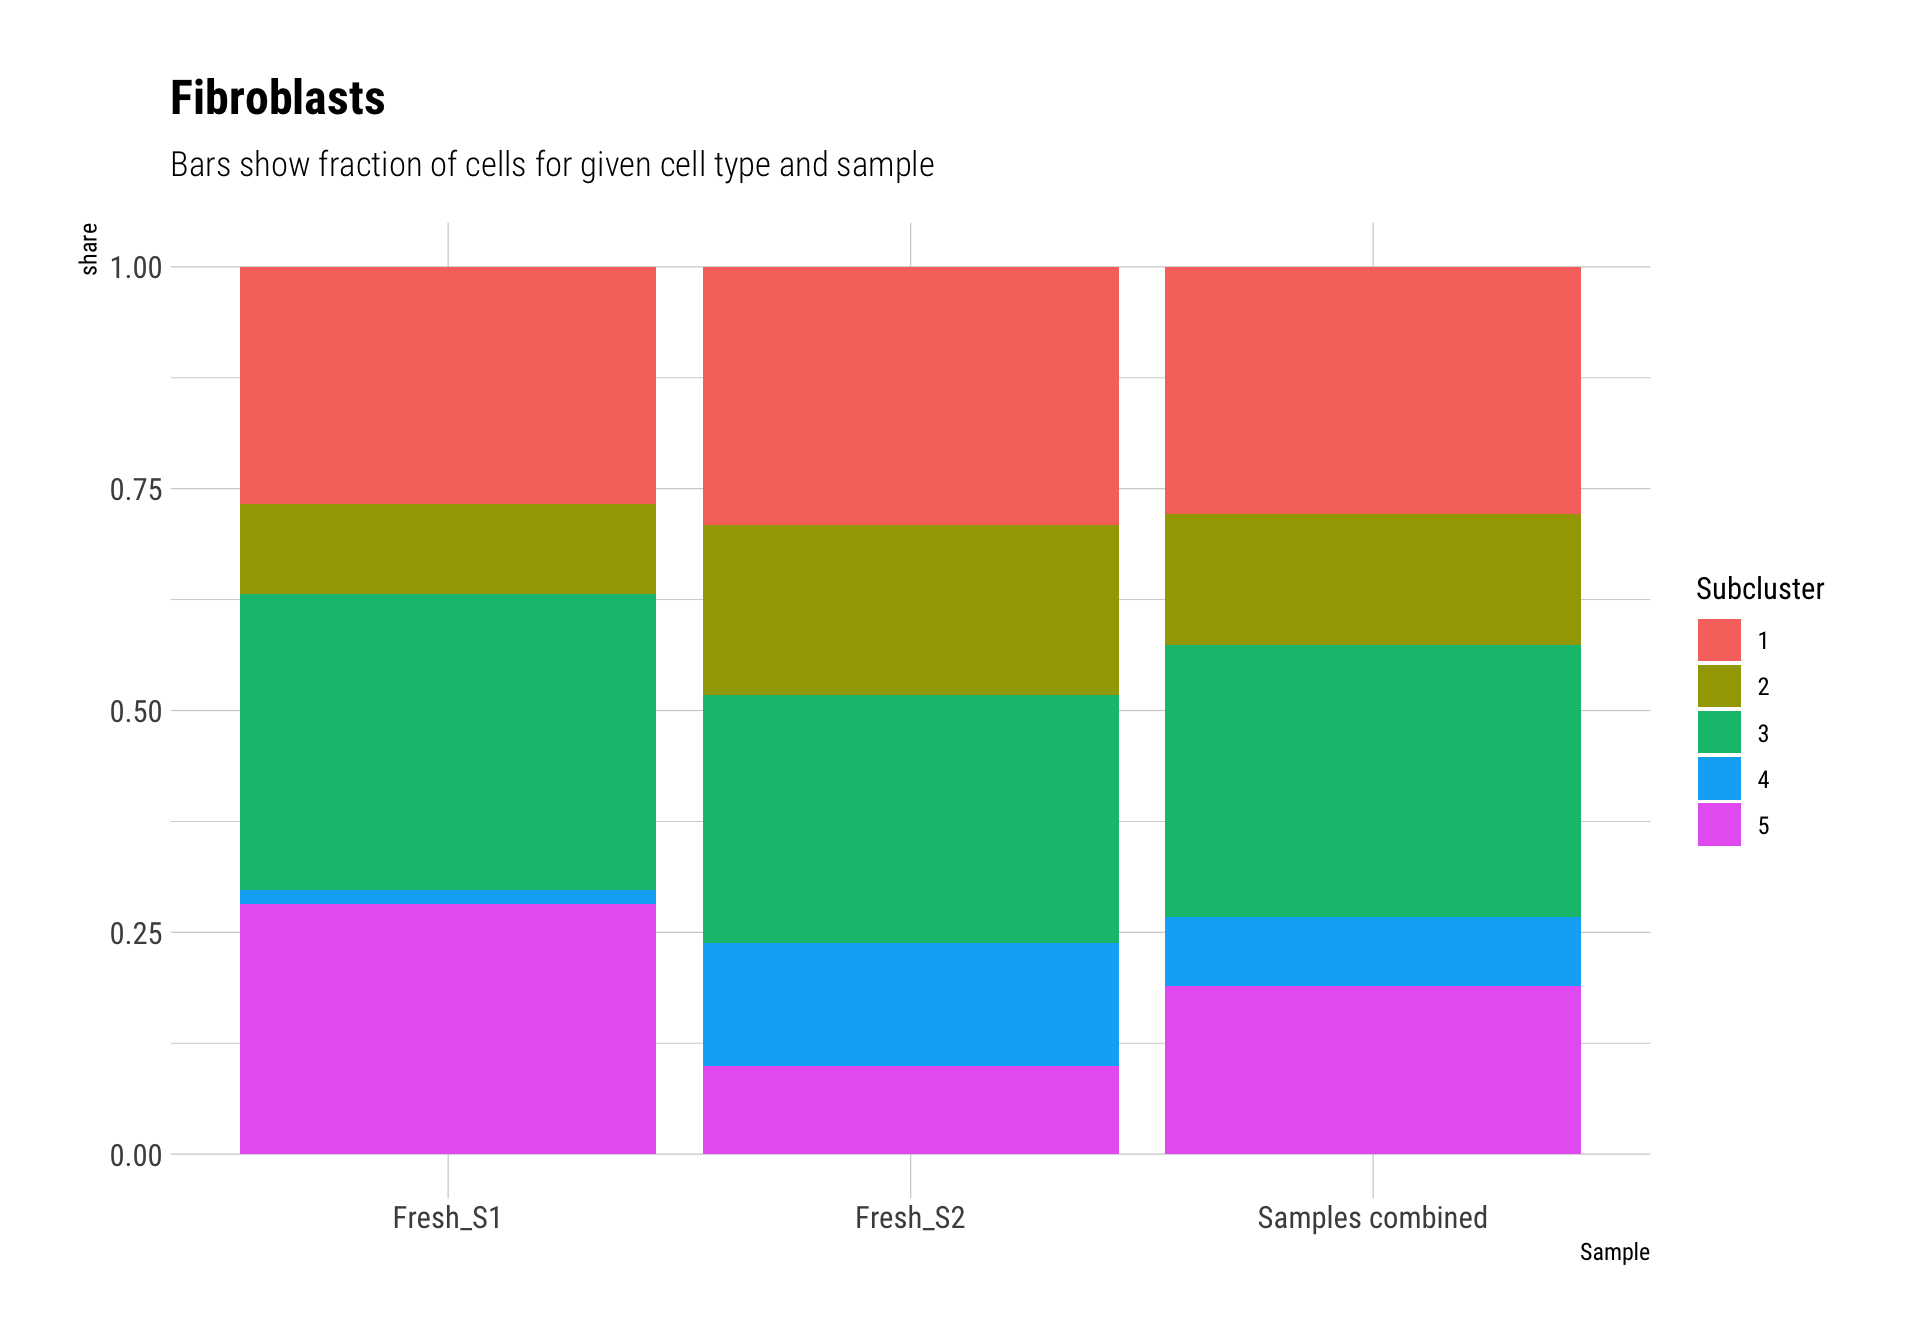 Fibroblasts
Bars show fraction of cells for given cell type and sample
share
1.00
0.75
0.50
0.25
0.00
Fresh_S1
Fresh_S2
Samples combined
Sample
Subcluster
1
2
3
4
5